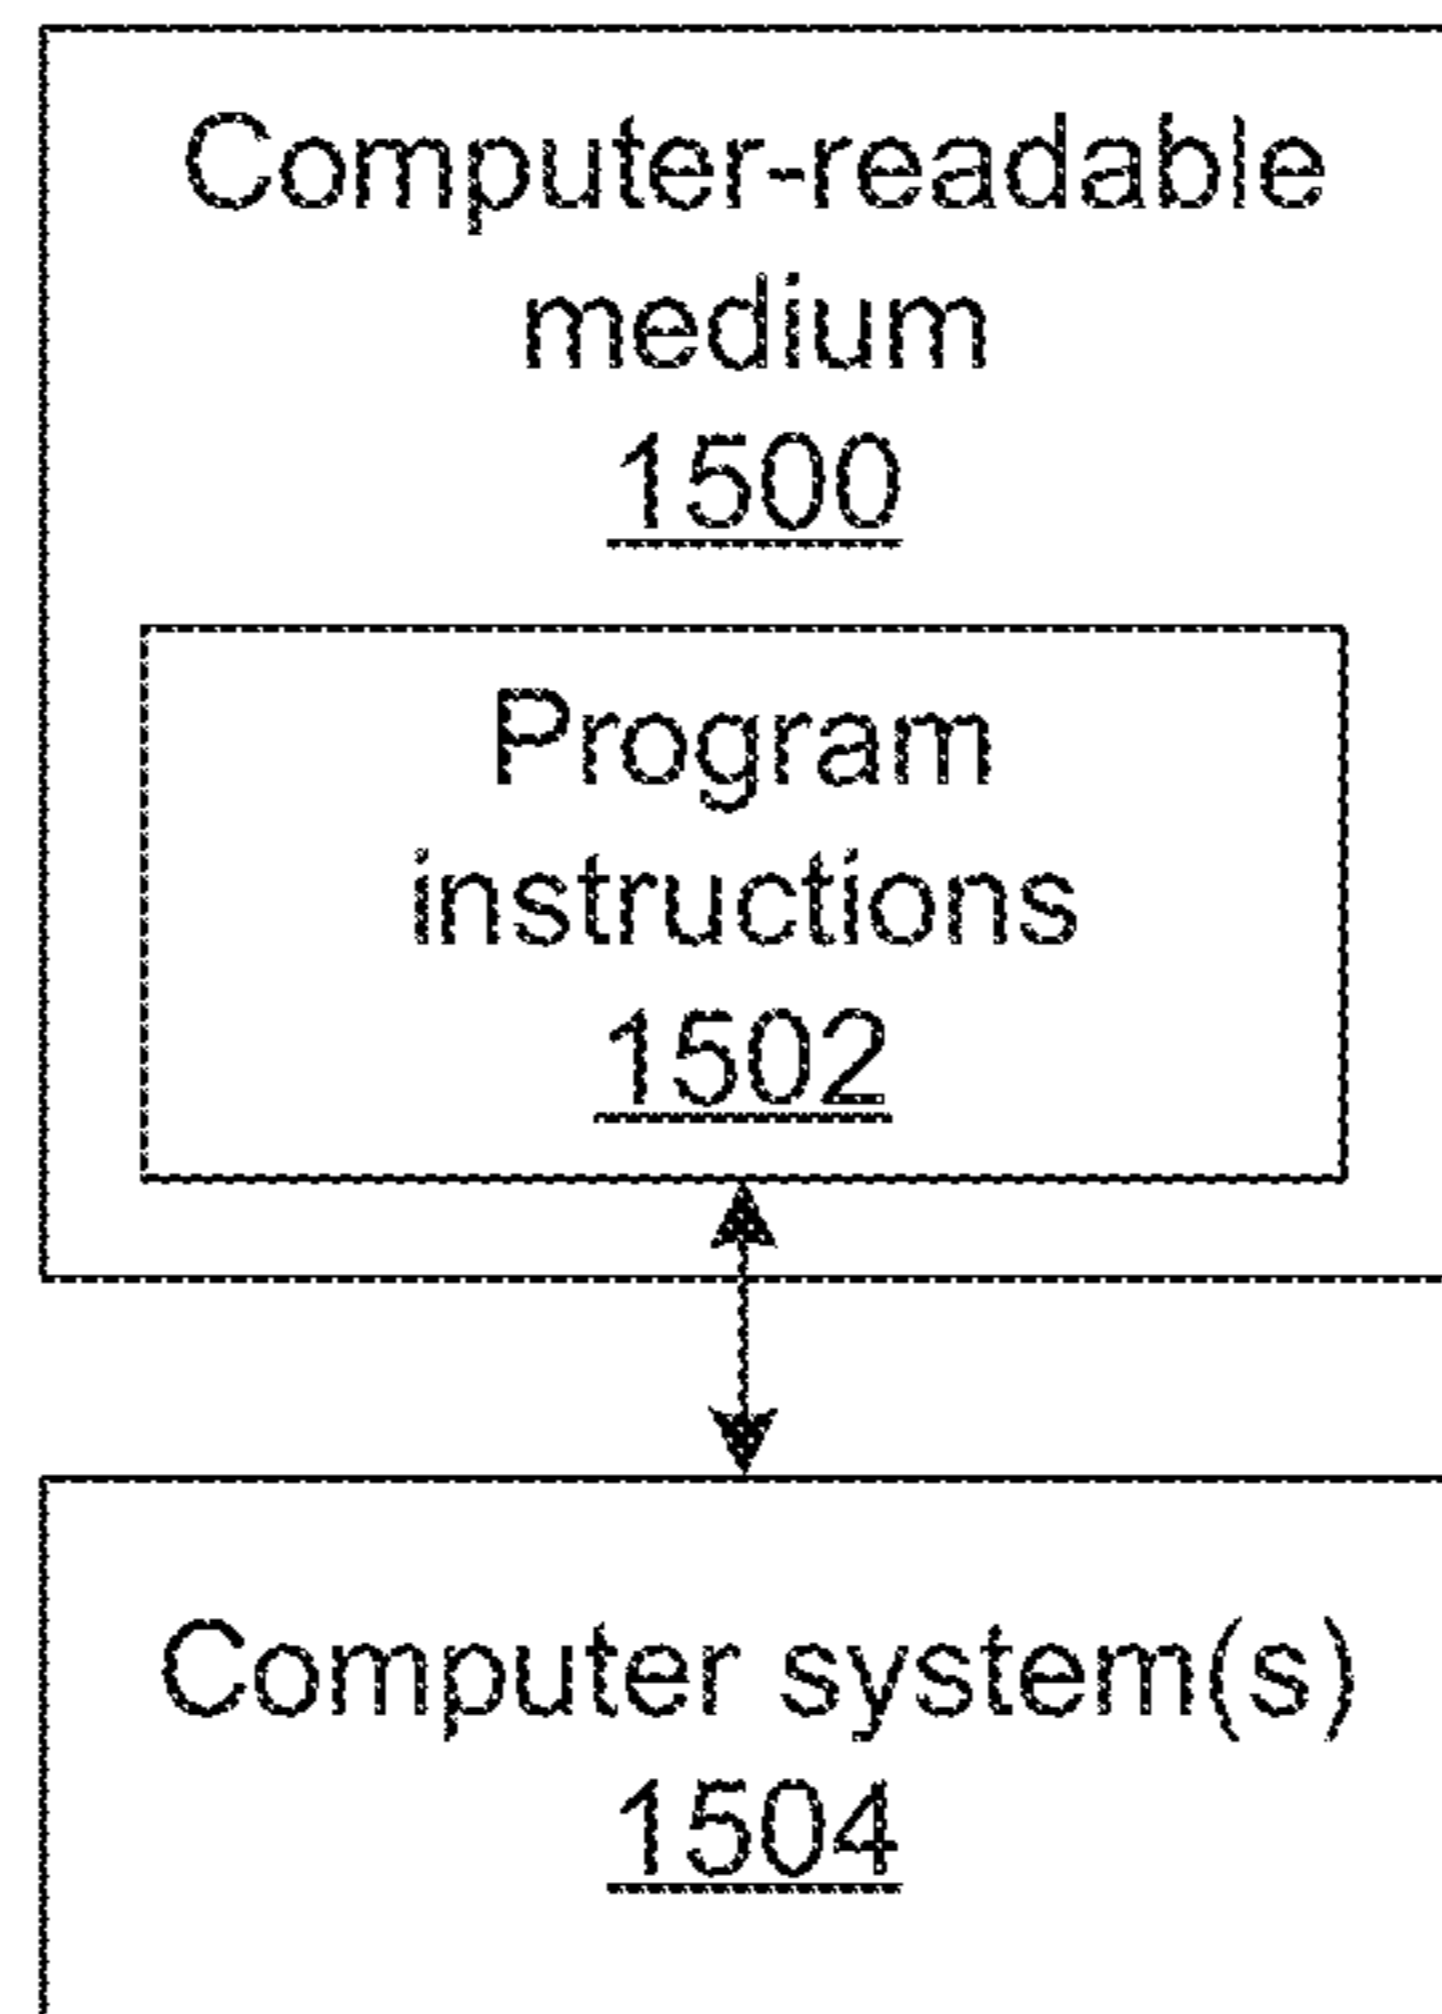 Computer-readable
medium
1500
Program
instructions
1502
Computer system(s)
1504